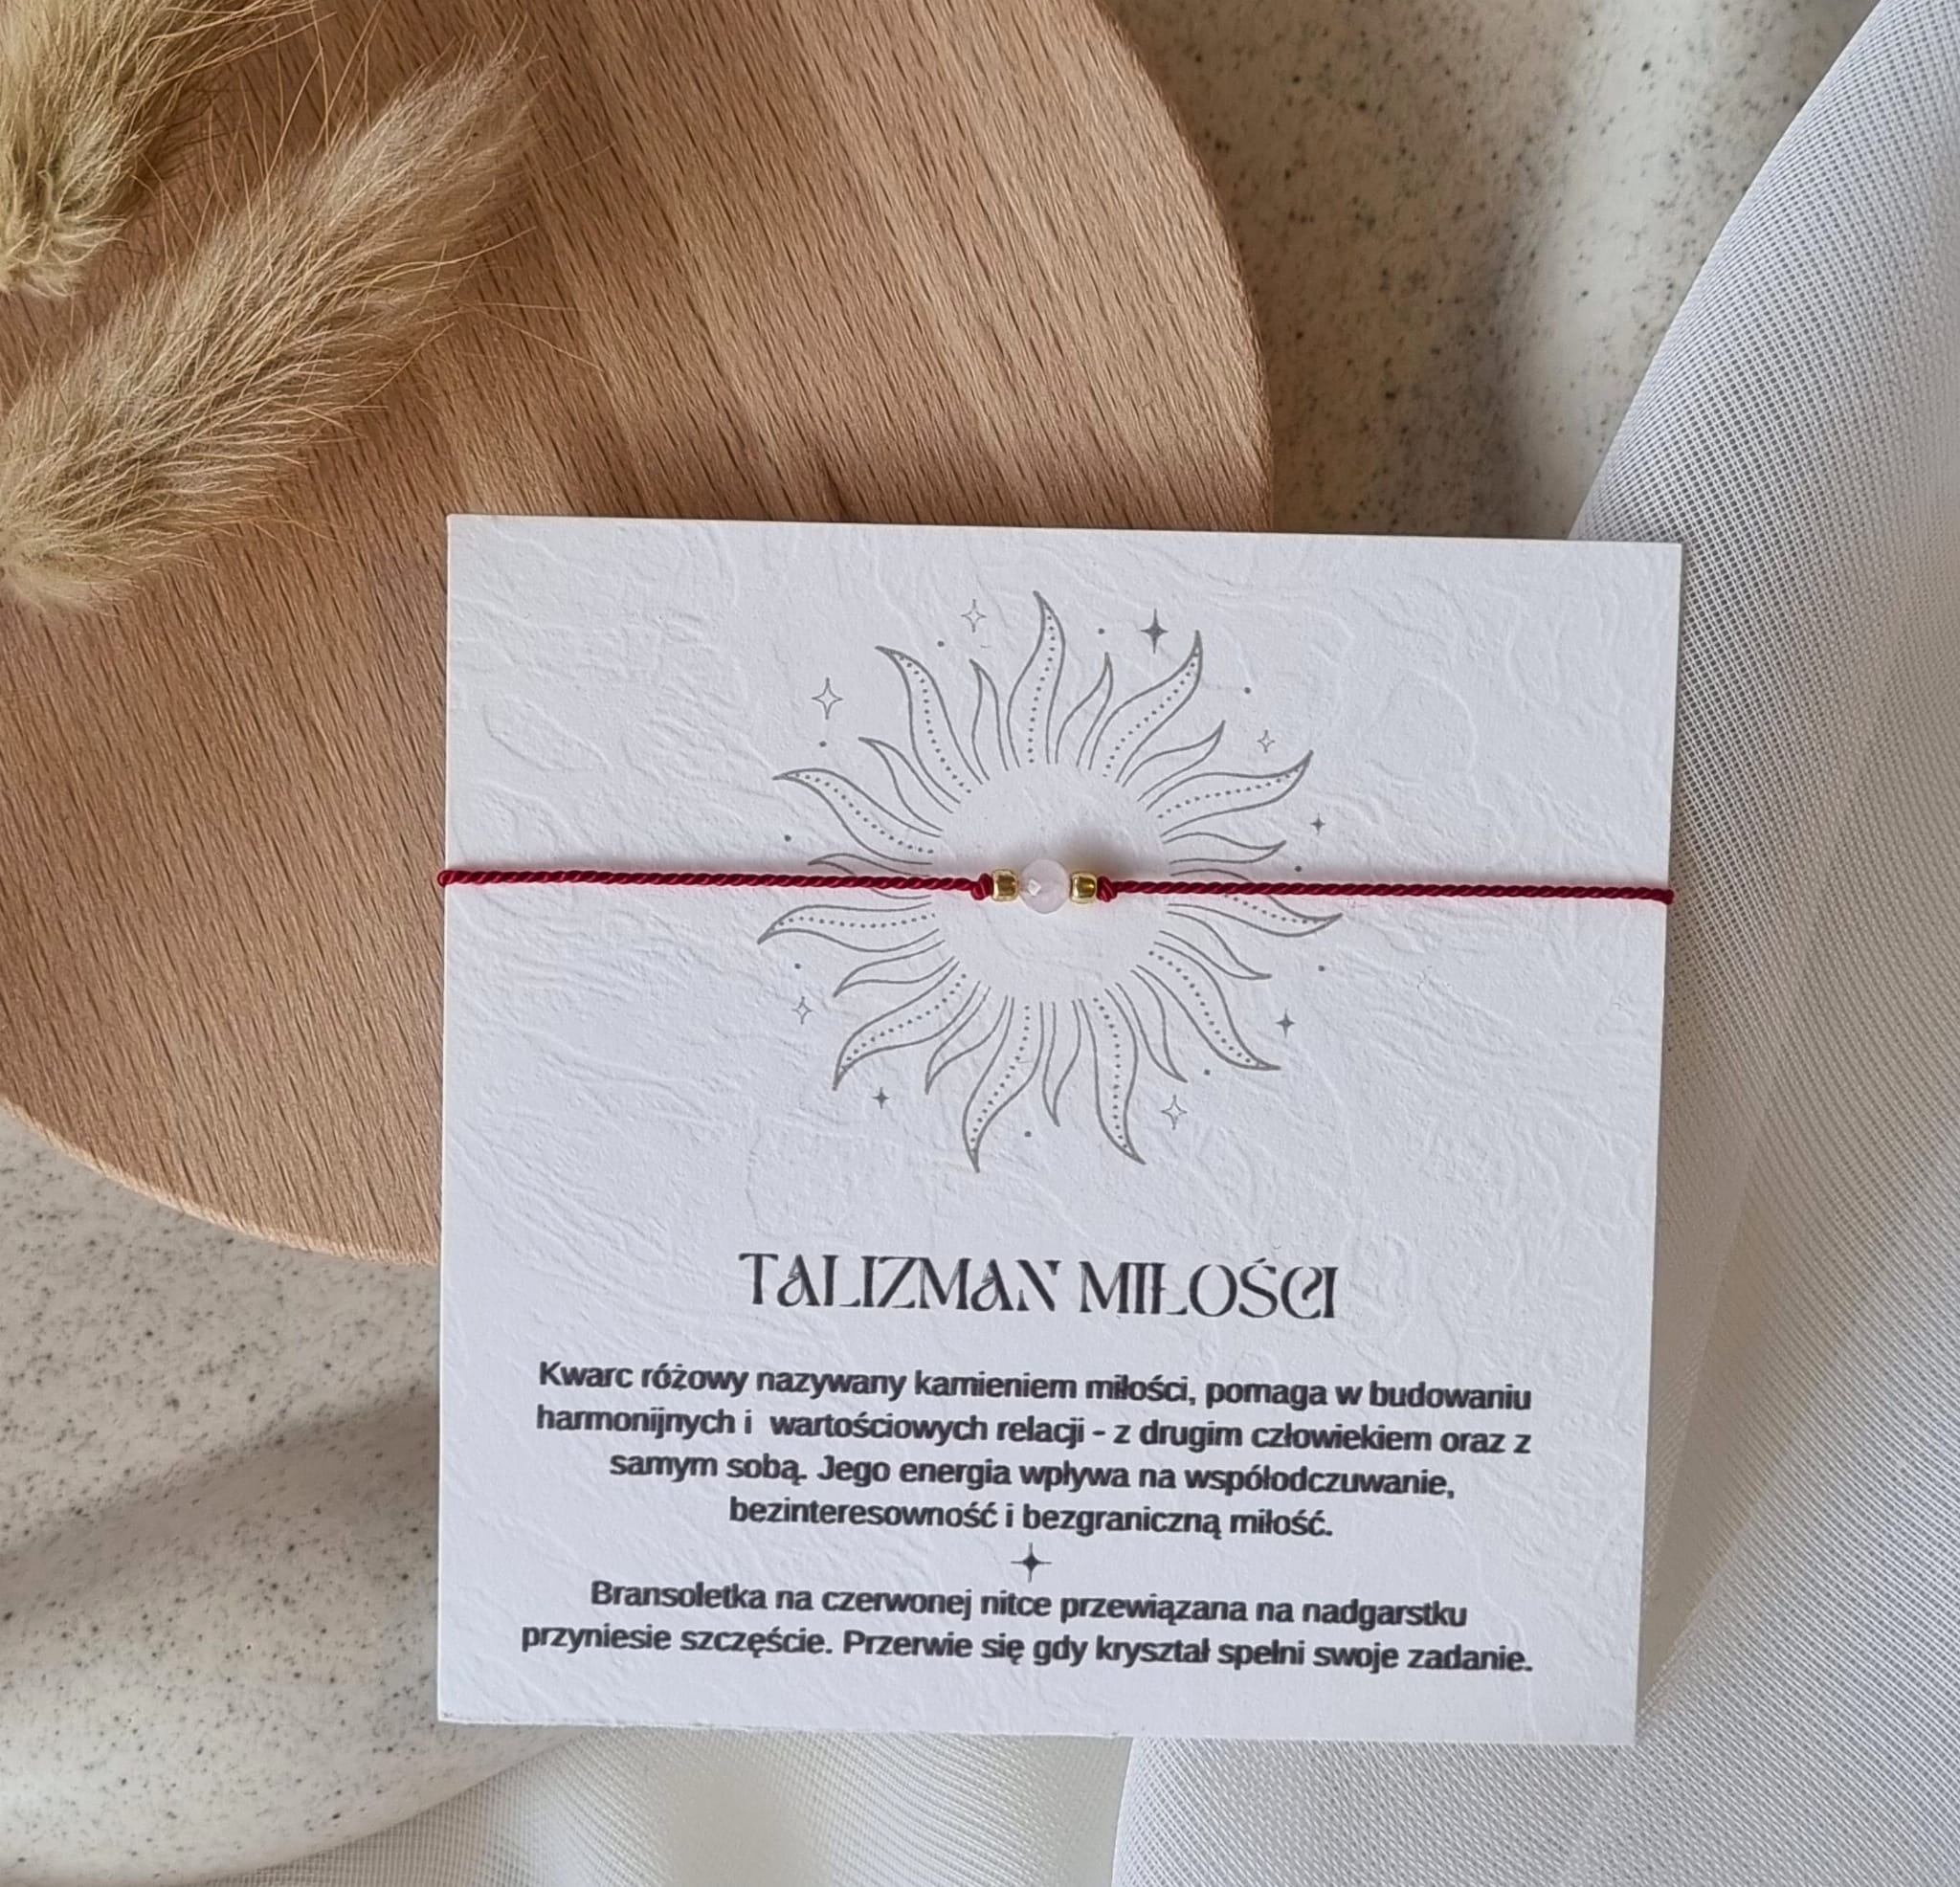 TALIZMAN MIŁOŚCI
Kwarc różowy nazywany kamieniem miłości, pomaga w budowaniu
harmonijnych i  wartościowych relacji - z drugim człowiekiem oraz z
samym sobą. Jego energia wpływa na współodczuwanie,
bezinteresowność i bezgraniczną miłość.
Bransoletka na czerwonej nitce przewiązana na nadgarstku
przyniesie szczęście. Przerwie się gdy kryształ spełni swoje zadanie.